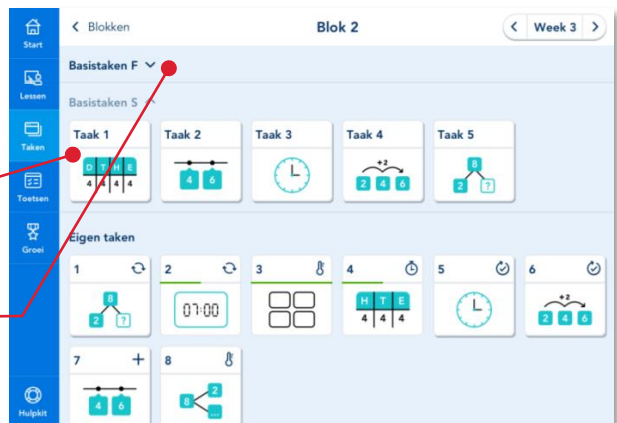 Start
Lessen
Taken
Toetsen
Groei
Hulpkit
Blokken
Blok 2
Week 3
Basistaken F
Basistaken S
Taak 1
D T H E
4 4 4 4
Taak 2
4 6
Taak 3
Taak 4
+2
2 4 6
Taak 5
8
2 ?
Eigen taken
1
8
2 ?
2
07:00
3
4
H T E
4 4 4
5
6
+2
2 4 6
7 +
4 6
8
2
8
...